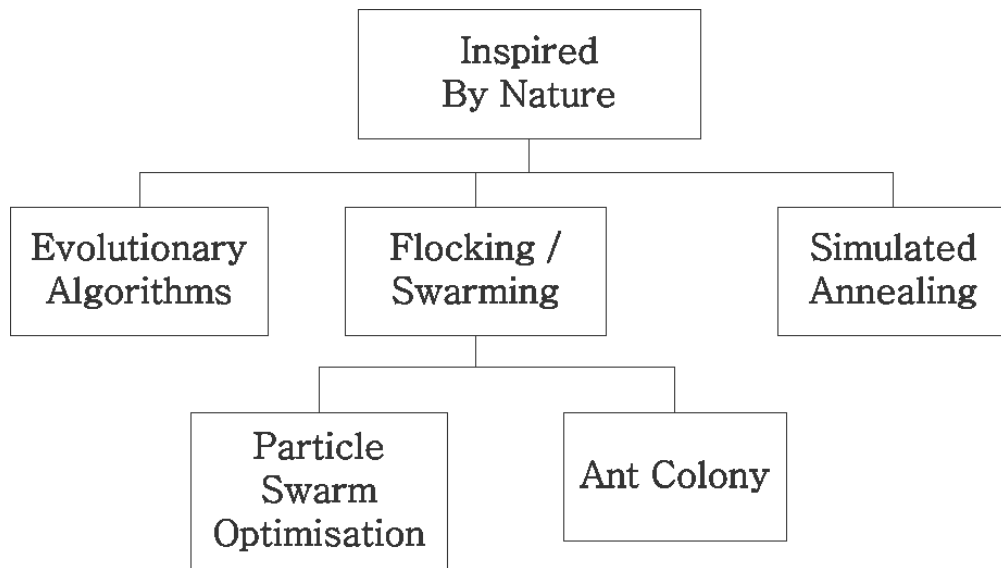 Inspired
By Nature
Evolutionary
Algorithms
Flocking /
Swarming
Simulated
Annealing
Particle
Swarm
Optimisation
Ant Colony